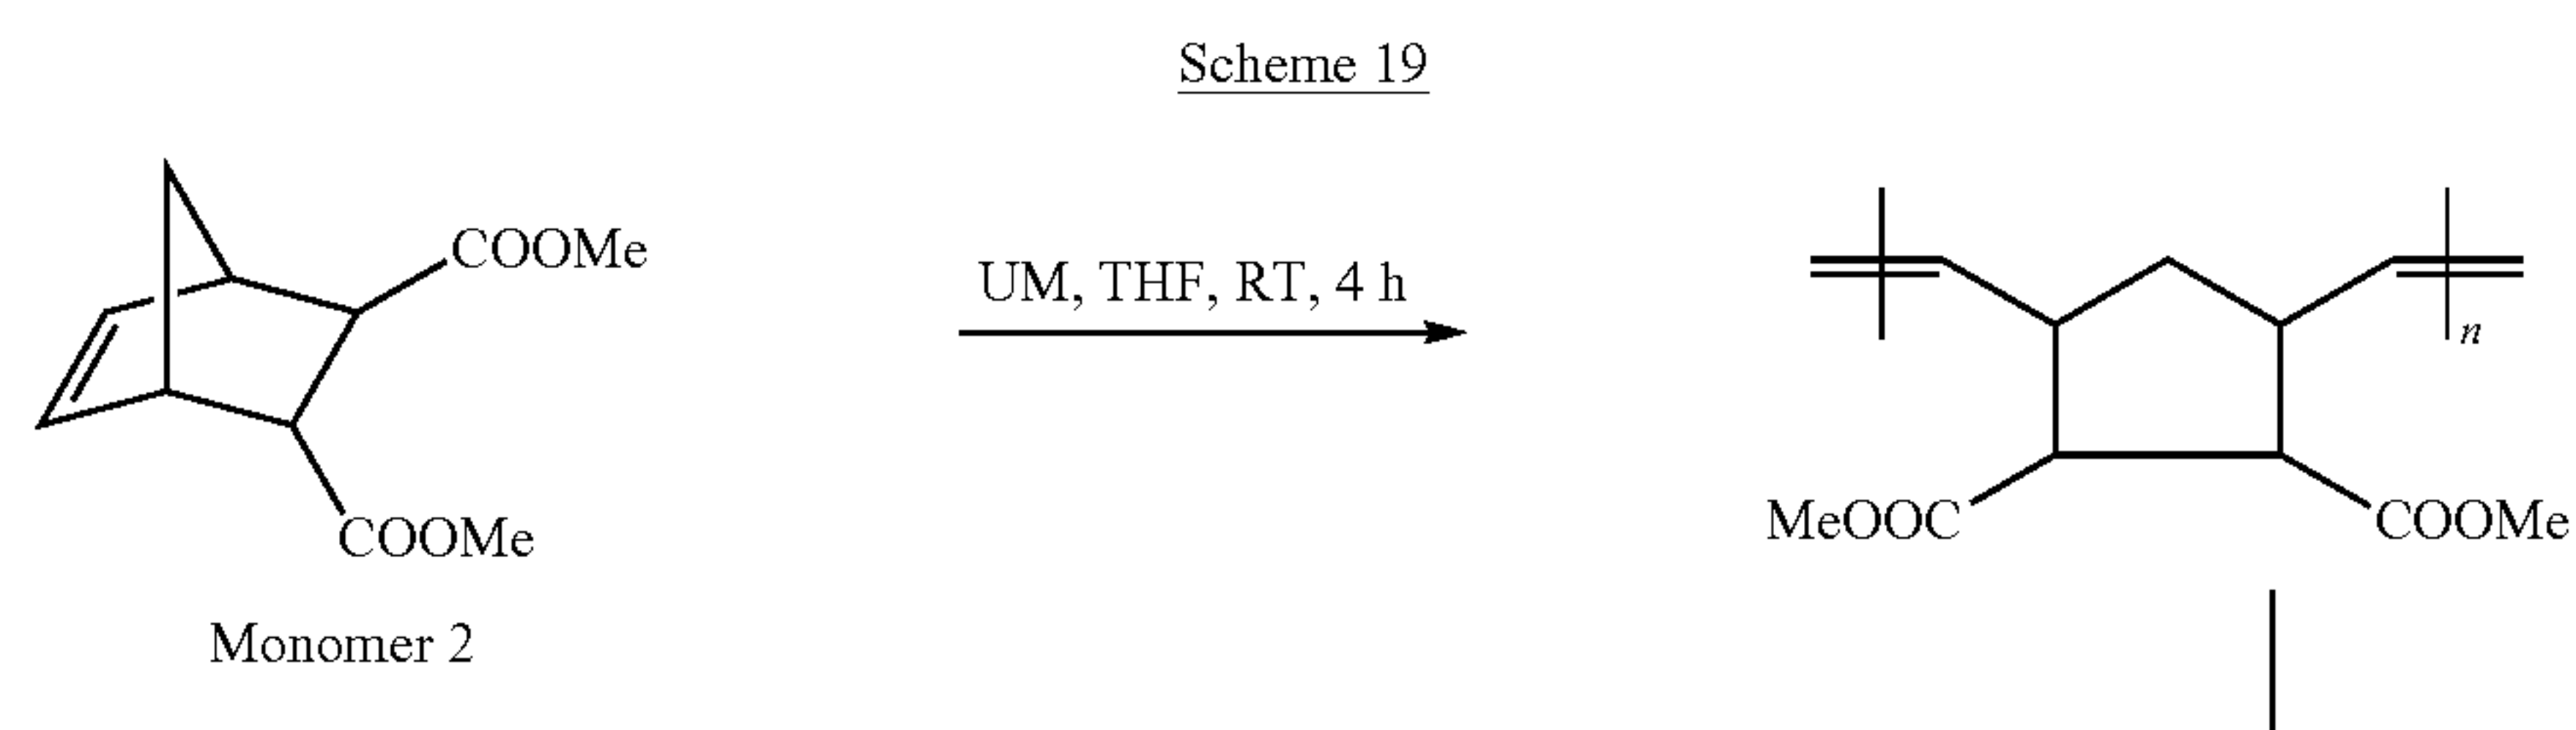 Scheme 19
COOMe
UM, THF, RT, 4 h
n
COOMe
MeOOC
COOMe
Monomer 2